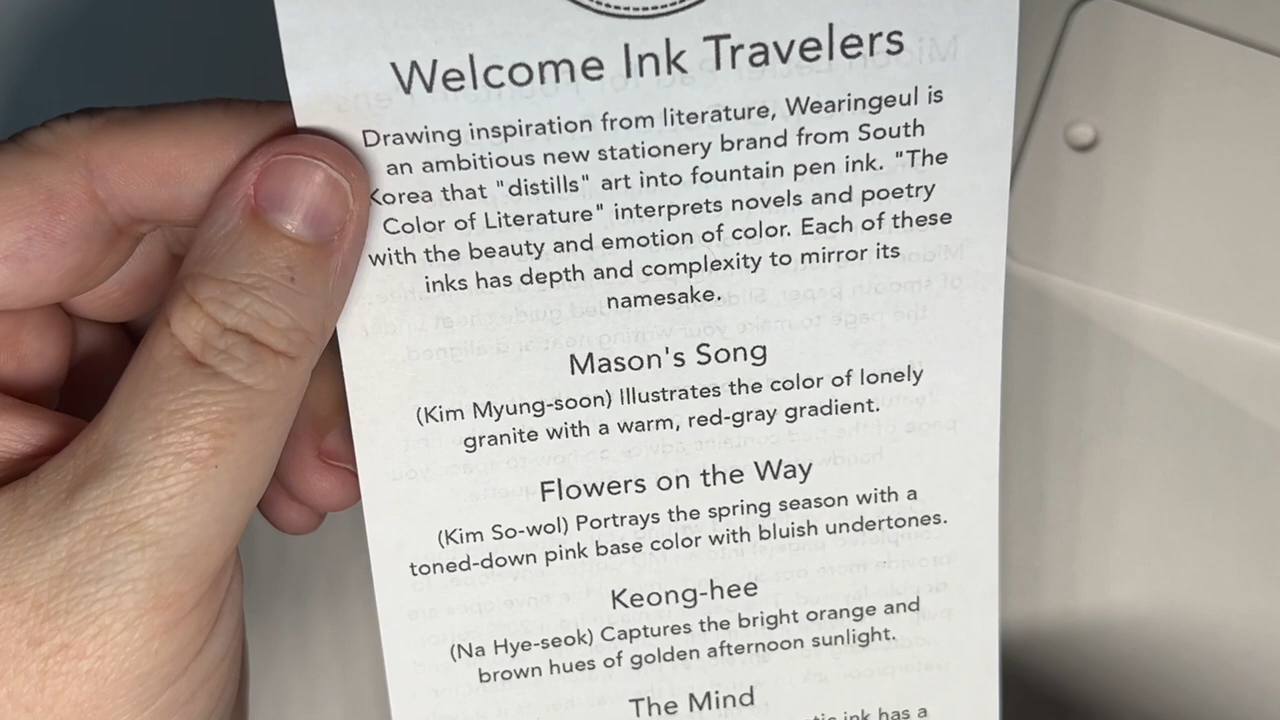 Welcome Ink Travelers
Drawing inspiration from literature, Wearingeul is
an ambitious new stationery brand from South
Korea that "distills" art into fountain pen ink. "The
Color of Literature" interprets novels and poetry
with the beauty and emotion of color. Each of these
inks has depth and complexity to mirror its
namesake.
Mason's Song
(Kim Myung-soon) Illustrates the color of lonely
granite with a warm, red-gray gradient.
Flowers on the Way
(Kim So-wol) Portrays the spring season with a
toned-down pink base color with bluish undertones.
Keong-hee
(Na Hye-seok) Captures the bright orange and
brown hues of golden afternoon sunlight.
The Mind
ink has a